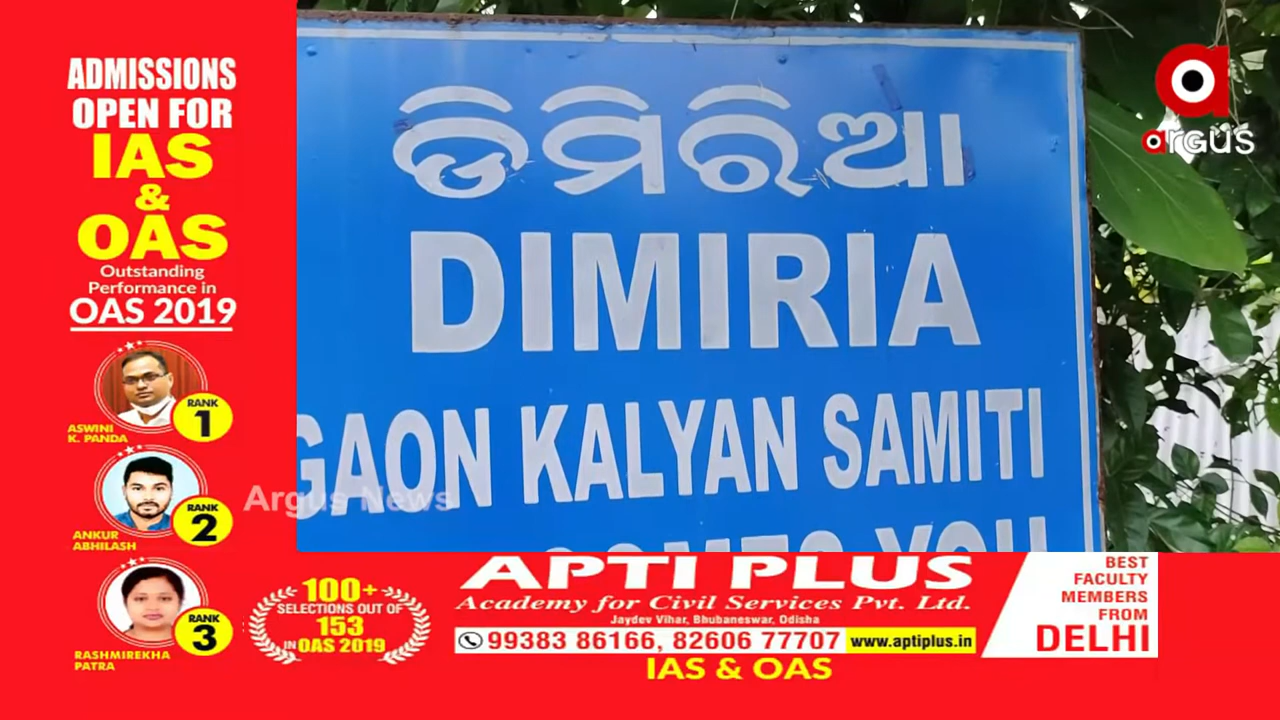 ADMISSIONS
OPEN FOR
IAS
&
OAS
Outstanding
Performance in
OAS 2019
RANK
1
ASWINI
K. PANDA
RANK
2
ANKUR
ABHILASH
RANK
3
RASHMIREKHA
PATRA
ଡିମିରିଆ
DIMIRIA
GAON KALYAN SAMITI
YOU
argus
Argus News
100+
SELECTIONS OUT OF
153
IN OAS 2019
APTI PLUS
Academy for Civil Services Pvt. Ltd.
Jaydev Vihar, Bhubaneswar, Odisha
99383 86166, 82606 77707 www.aptiplus.in
IAS & OAS
BEST
FACULTY
MEMBERS
FROM
DELHI